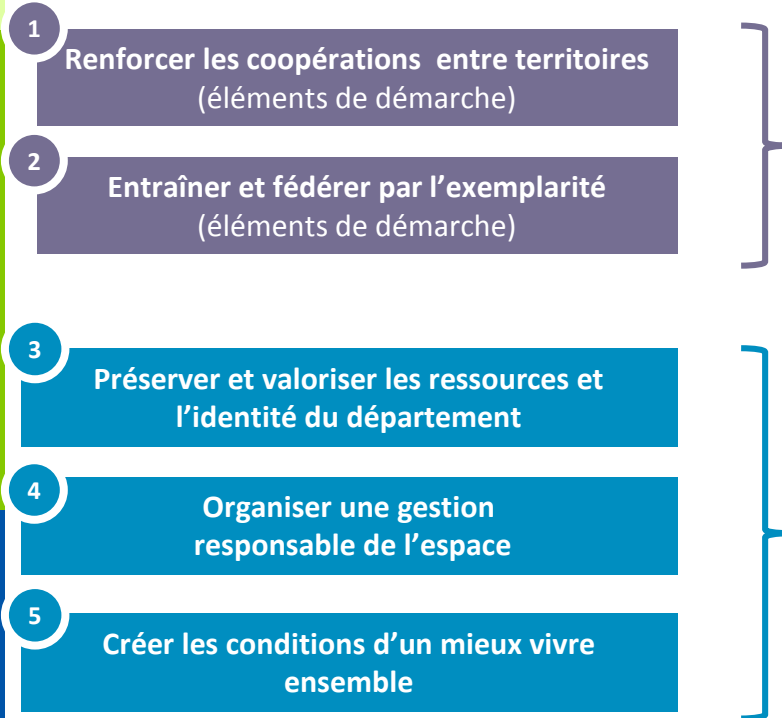 1
Renforcer les coopérations entre territoires
(éléments de démarche)
2
Entraîner et fédérer par l’exemplarité
(éléments de démarche)
3
Préserver et valoriser les ressources et
l’identité du département
4
Organiser une gestion
responsable de l’espace
5
Créer les conditions d’un mieux vivre
ensemble